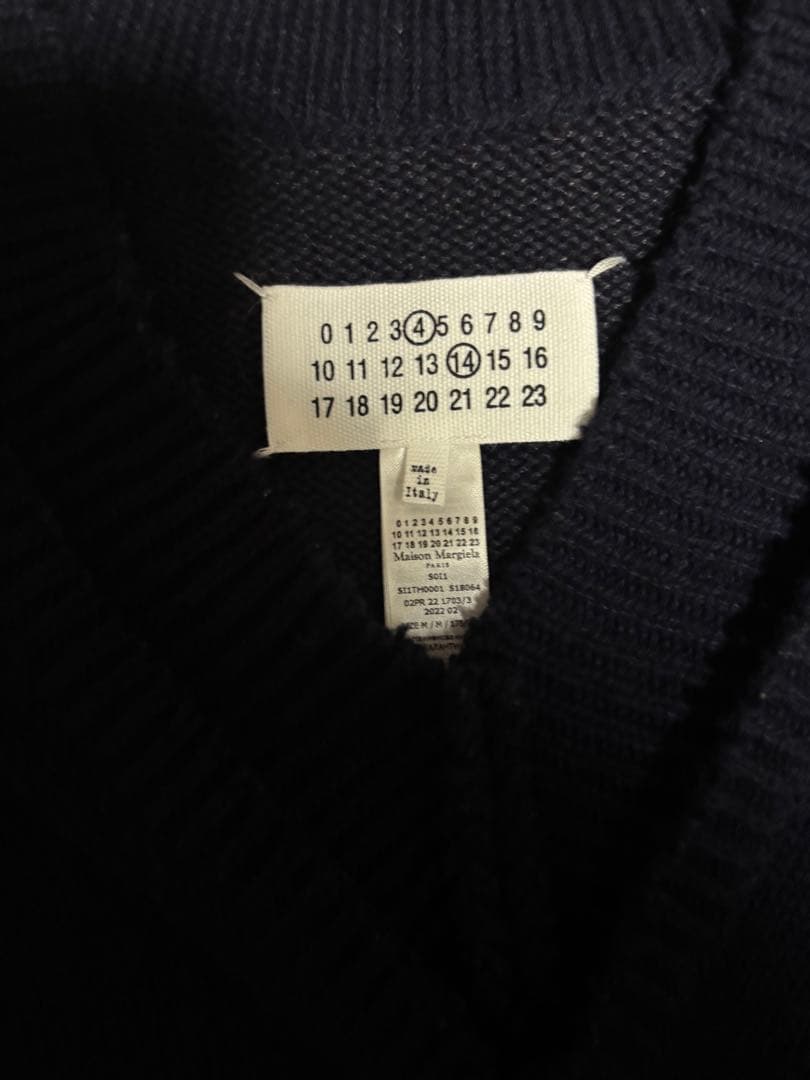 0 1 2 3 4 5 6 7 8 9
10 11 12 13 14 15 16
17 18 19 20 21 22 23
MADE
in
Italy
0 1 2 3 4 5 6 7 8 9
10 11 12 13 14 15 16
17 18 19 20 21 22 23
Maison Margiela
PARIS
S0I1
SI1TH0001 S18064
02PR 22 1703/3
2022 02
M / M /